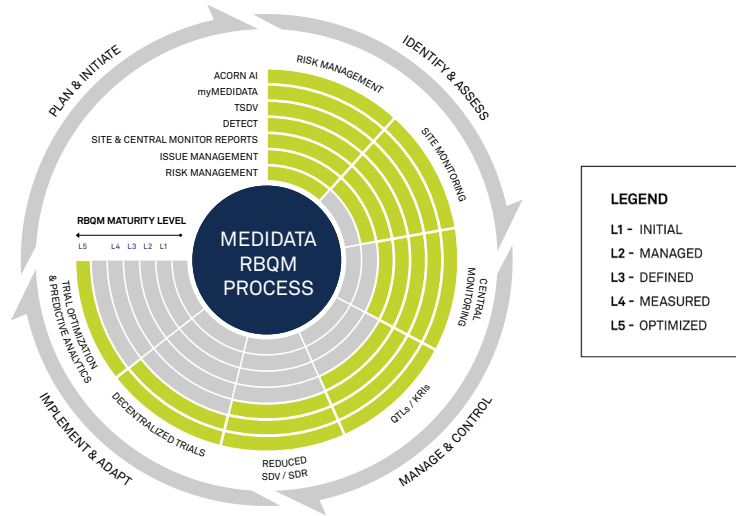 PLAN & INITIATE
IDENTIFY & ASSESS
RISK MANAGEMENT
ACORN AI
myMEDIDATA
TSDV
DETECT
SITE & CENTRAL MONITOR REPORTS
ISSUE MANAGEMENT
RISK MANAGEMENT
SITE MONITORING
RBQM MATURITY LEVEL
L5 L4 L3 L2 L1
MEDIDATA
RBQM
PROCESS
CENTRAL
MONITORING
TRIAL OPTIMIZATION
& PREDICTIVE ANALYTICS
QTLs / KRIs
DECENTRALIZED TRIALS
REDUCED
SDV / SDR
IMPLEMENT & ADAPT
MANAGE & CONTROL
LEGEND
L1 - INITIAL
L2 - MANAGED
L3 - DEFINED
L4 - MEASURED
L5 - OPTIMIZED